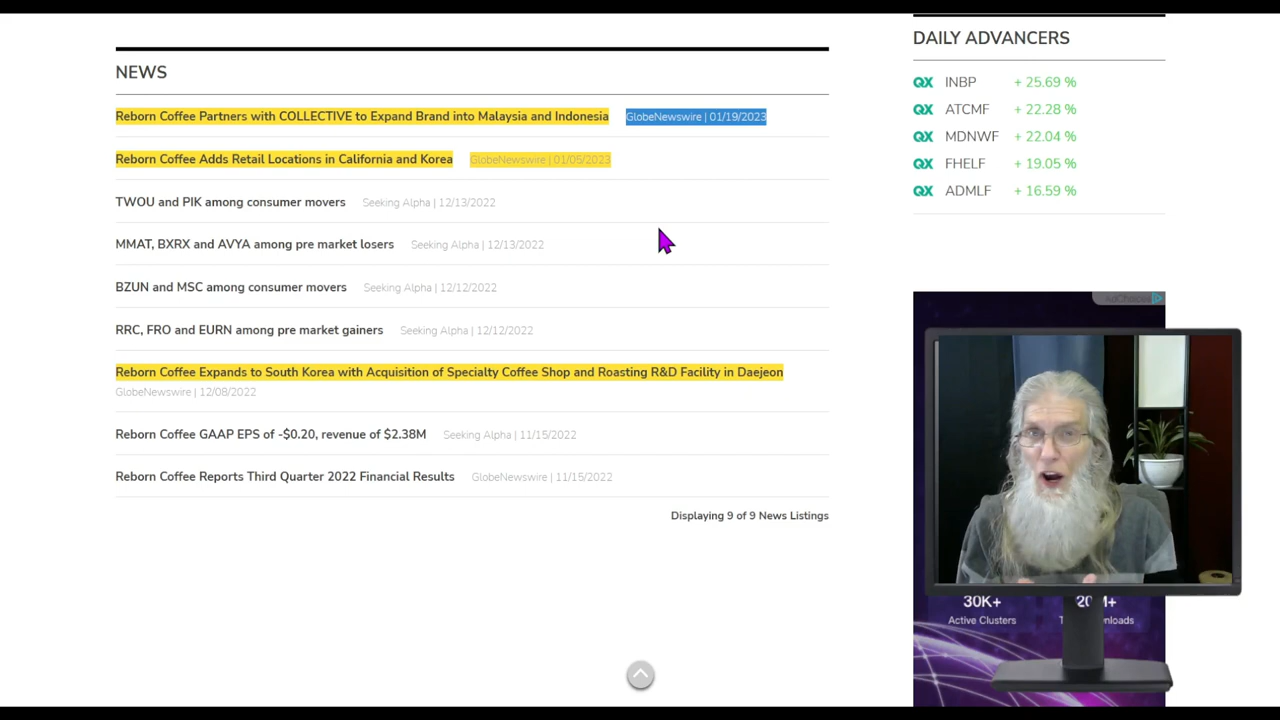 NEWS
Reborn Coffee Partners with COLLECTIVE to Expand Brand into Malaysia and Indonesia GlobeNewswire | 01/19/2023
Reborn Coffee Adds Retail Locations in California and Korea GlobeNewswire | 01/05/2023
TWOU and PIK among consumer movers Seeking Alpha | 12/13/2022
MMAT, BXRX and AVYA among pre market losers Seeking Alpha | 12/13/2022
BZUN and MSC among consumer movers Seeking Alpha | 12/12/2022
RRC, FRO and EURN among pre market gainers Seeking Alpha | 12/12/2022
Reborn Coffee Expands to South Korea with Acquisition of Specialty Coffee Shop and Roasting R&D Facility in Daejeon
GlobeNewswire | 12/08/2022
Reborn Coffee GAAP EPS of -$0.20, revenue of $2.38M Seeking Alpha | 11/15/2022
Reborn Coffee Reports Third Quarter 2022 Financial Results GlobeNewswire | 11/15/2022
Displaying 9 of 9 News Listings
DAILY ADVANCERS
QX INBP + 25.69 %
QX ATCMF + 22.28 %
QX MDNWF + 22.04 %
QX FHELF + 19.05 %
QX ADMLF + 16.59 %
AdChoices
30K+
Active Clusters